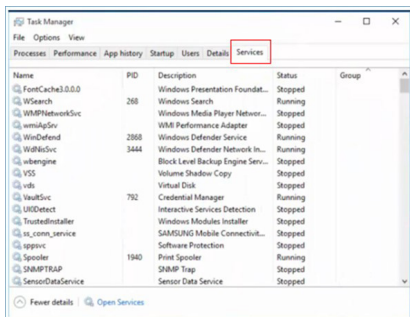 Task Manager
File Options View
Processes Performance App history Startup Users Details Services
Name PID Description Status Group
FontCache3.0.0.0 Windows Presentation Foundat... Stopped
WSearch 268 Windows Search Running
WMPNetworkSvc Windows Media Player Networ... Stopped
wmiApSrv WMI Performance Adapter Stopped
WinDefend 2868 Windows Defender Service Running
WdNisSvc 3444 Windows Defender Network In... Running
wbengine Block Level Backup Engine Serv... Stopped
VSS Volume Shadow Copy Stopped
vds Virtual Disk Stopped
VaultSvc 792 Credential Manager Running
UI0Detect Interactive Services Detection Stopped
TrustedInstaller Windows Modules Installer Stopped
ss_conn_service SAMSUNG Mobile Connectivit... Stopped
sppsvc Software Protection Stopped
Spooler 1940 Print Spooler Running
SNMPTRAP SNMP Trap Stopped
SensorDataService Sensor Data Service Stopped
Fewer details Open Services